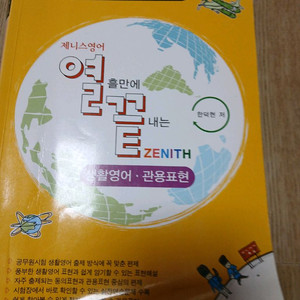 제니스영어
열흘만에
끝내는
한덕현 저
ZENITH
생활영어 · 관용표현
공무원시험 생활영어 출제 방식에 꼭 맞춘 편제
풍부한 생활영어 표현과 쉽게 암기할 수 있는 표현해설
자주 출제되는 동의표현과 관용표현 중심의 편제
시험장에서 바로 확인할 수 있는